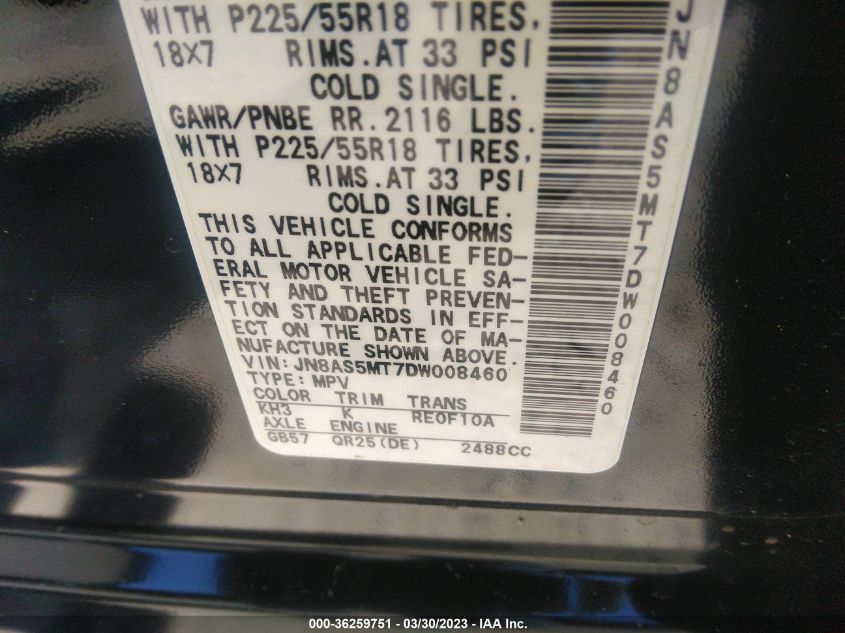 WITH P225/55R18 TIRES,
18X7 RIMS.AT 33 PSI
COLD SINGLE.
GAWR/PNBE RR.2116 LBS.
WITH P225/55R18 TIRES,
18X7 RIMS.AT 33 PSI
COLD SINGLE.
THIS VEHICLE CONFORMS
TO ALL APPLICABLE FED-
ERAL MOTOR VEHICLE SA-
FETY AND THEFT PREVEN-
TION STANDARDS IN EFF-
ECT ON THE DATE OF MA-
NUFACTURE SHOWN ABOVE.
VIN:JN8AS5MT7DW008460
TYPE:MPV
COLOR TRIM TRANS
KH3 K RE0F10A
AXLE ENGINE
GB57 QR25(DE) 2488CC
JN8AS5MT7DW008460
000-36259751 — 03/30/2023 — IAA Inc.